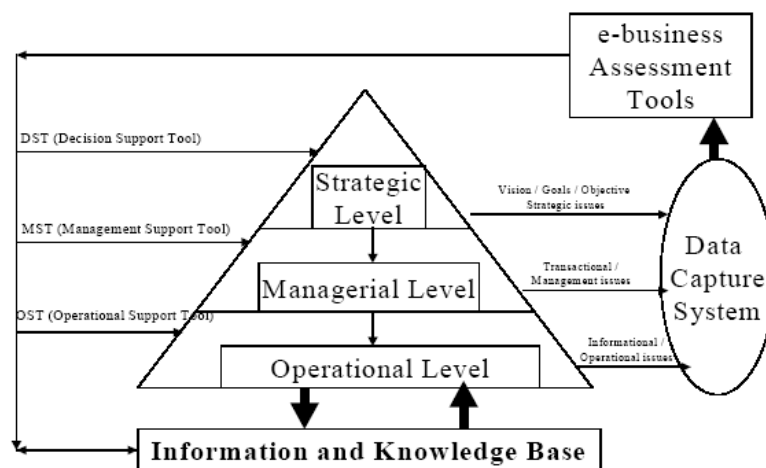 e-business
Assessment
Tools
DST (Decision Support Tool)
Strategic
Level
Vision / Goals / Objective
Strategic issues
MST (Management Support Tool)
Data
Capture
System
Managerial Level
Transactional /
Management issues
OST (Operational Support Tool)
Informational /
Operational issues
Operational Level
Information and Knowledge Base